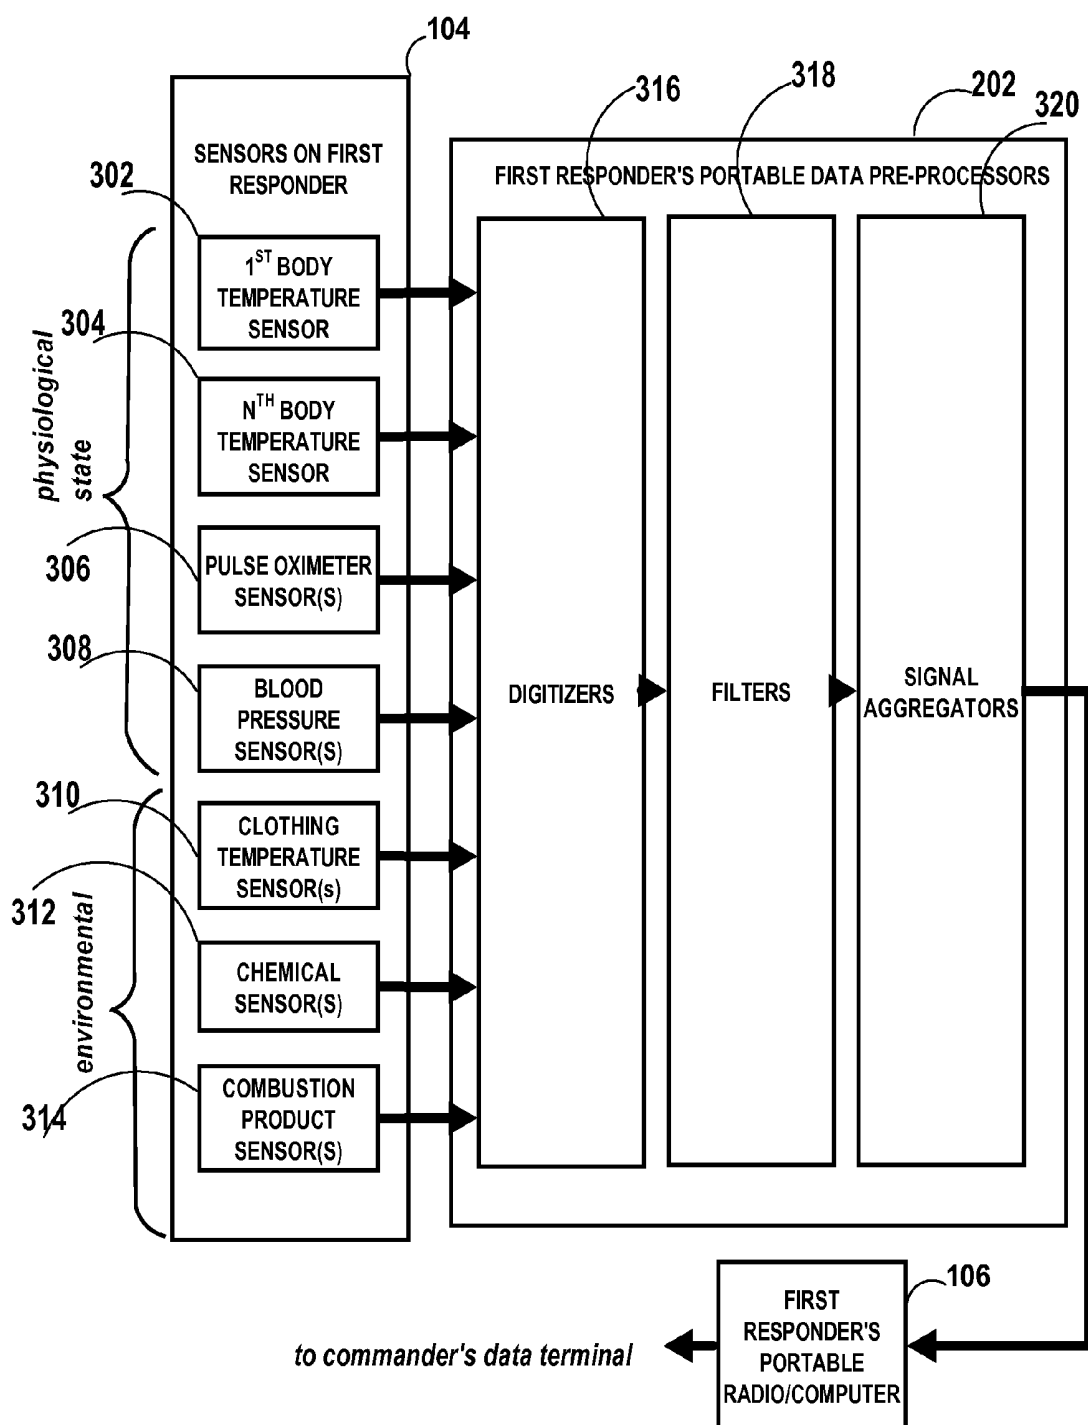 104
316
318
202
320
SENSORS ON FIRST
RESPONDER
FIRST RESPONDER'S PORTABLE DATA PRE-PROCESSORS
302
1ST BODY
TEMPERATURE
SENSOR
304
NTH BODY
TEMPERATURE
SENSOR
physiological
state
306
PULSE OXIMETER
SENSOR(S)
308
BLOOD
PRESSURE
SENSOR(S)
DIGITIZERS
FILTERS
SIGNAL
AGGREGATORS
310
CLOTHING
TEMPERATURE
SENSOR(s)
312
environmental
CHEMICAL
SENSOR(S)
314
COMBUSTION
PRODUCT
SENSOR(S)
106
FIRST
RESPONDER'S
PORTABLE
RADIO/COMPUTER
to commander's data terminal